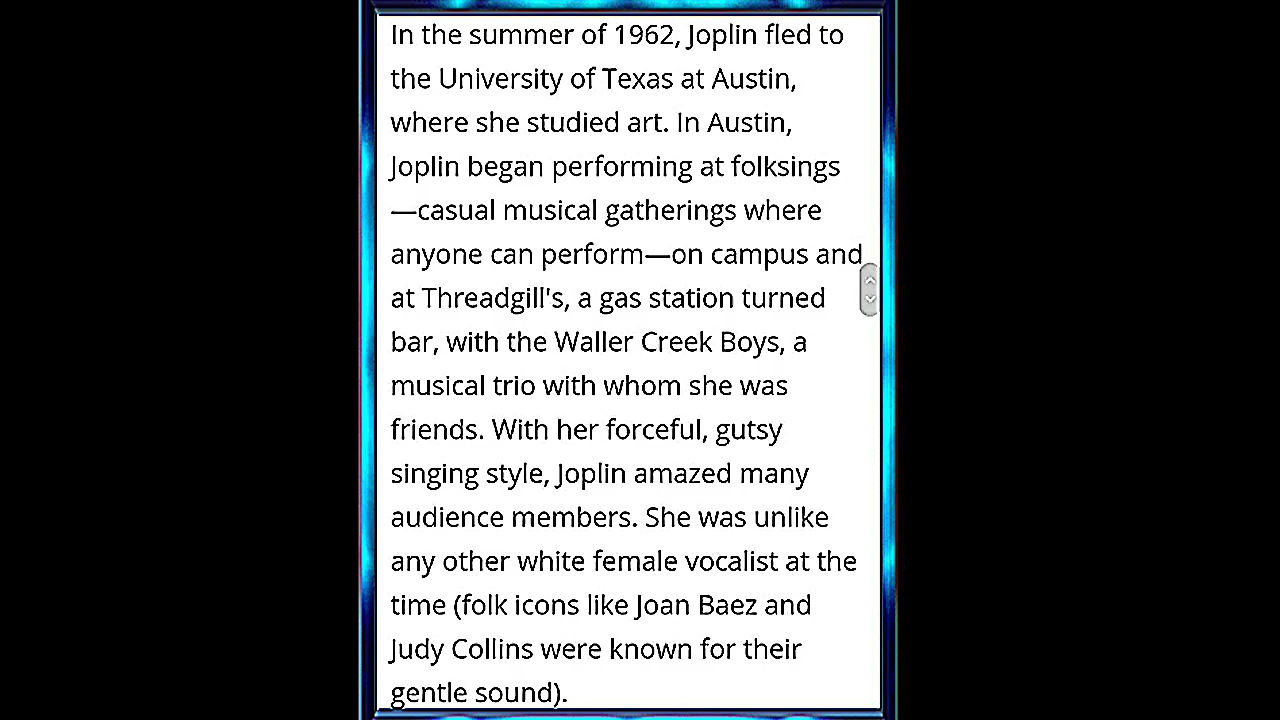 In the summer of 1962, Joplin fled to
the University of Texas at Austin,
where she studied art. In Austin,
Joplin began performing at folksings
—casual musical gatherings where
anyone can perform—on campus and
at Threadgill's, a gas station turned
bar, with the Waller Creek Boys, a
musical trio with whom she was
friends. With her forceful, gutsy
singing style, Joplin amazed many
audience members. She was unlike
any other white female vocalist at the
time (folk icons like Joan Baez and
Judy Collins were known for their
gentle sound).